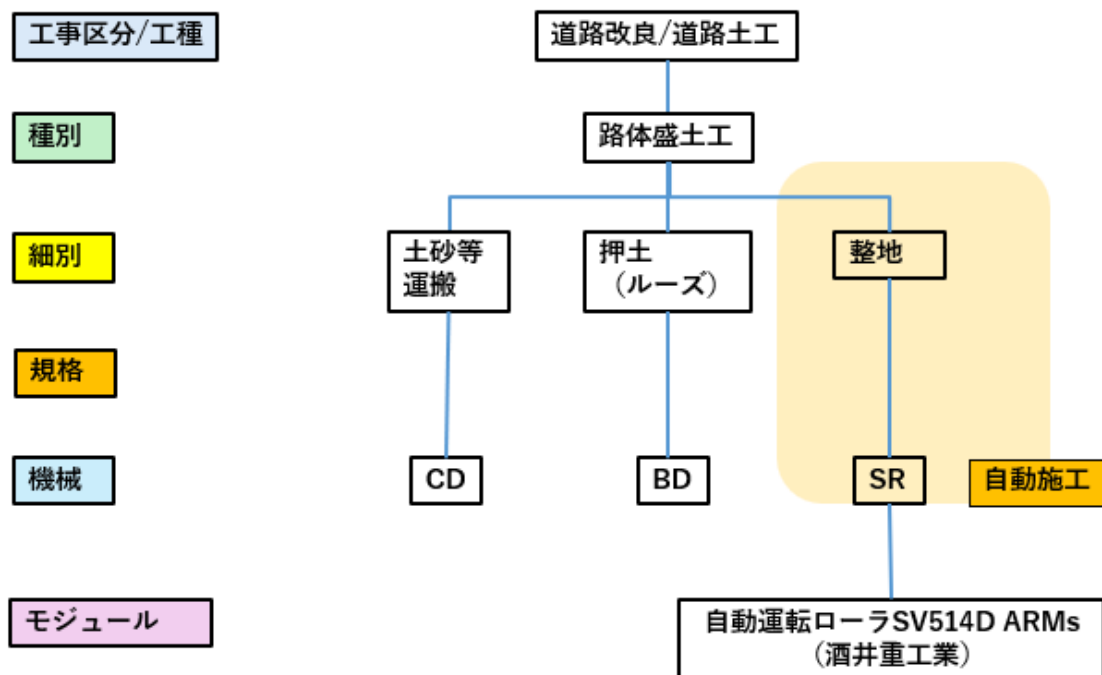 工事区分/工種
道路改良/道路土工
種別
路体盛土工
細別
土砂等
運搬
押土
（ルーズ）
整地
規格
機械
CD
BD
SR
自動施工
モジュール
自動運転ローラSV514D ARMs
（酒井重工業）